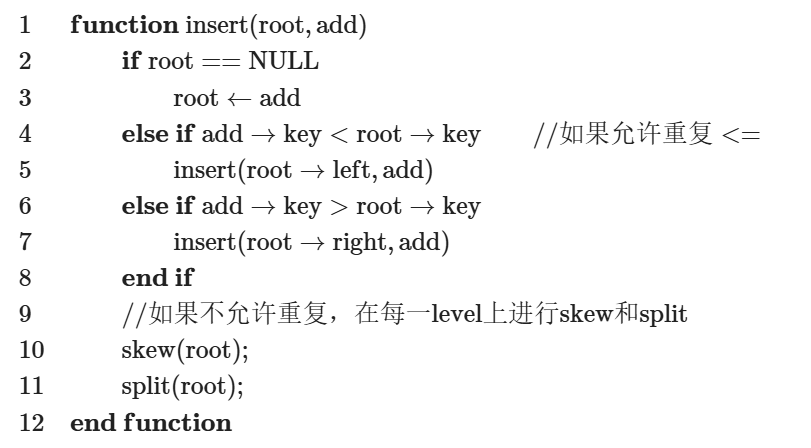 1 function insert(root, add)
2 if root == NULL
3 root ← add
4 else if add → key < root → key //如果允许重复 <=
5 insert(root → left, add)
6 else if add → key > root → key
7 insert(root → right, add)
8 end if
9 //如果不允许重复，在每一level上进行skew和split
10 skew(root);
11 split(root);
12 end function